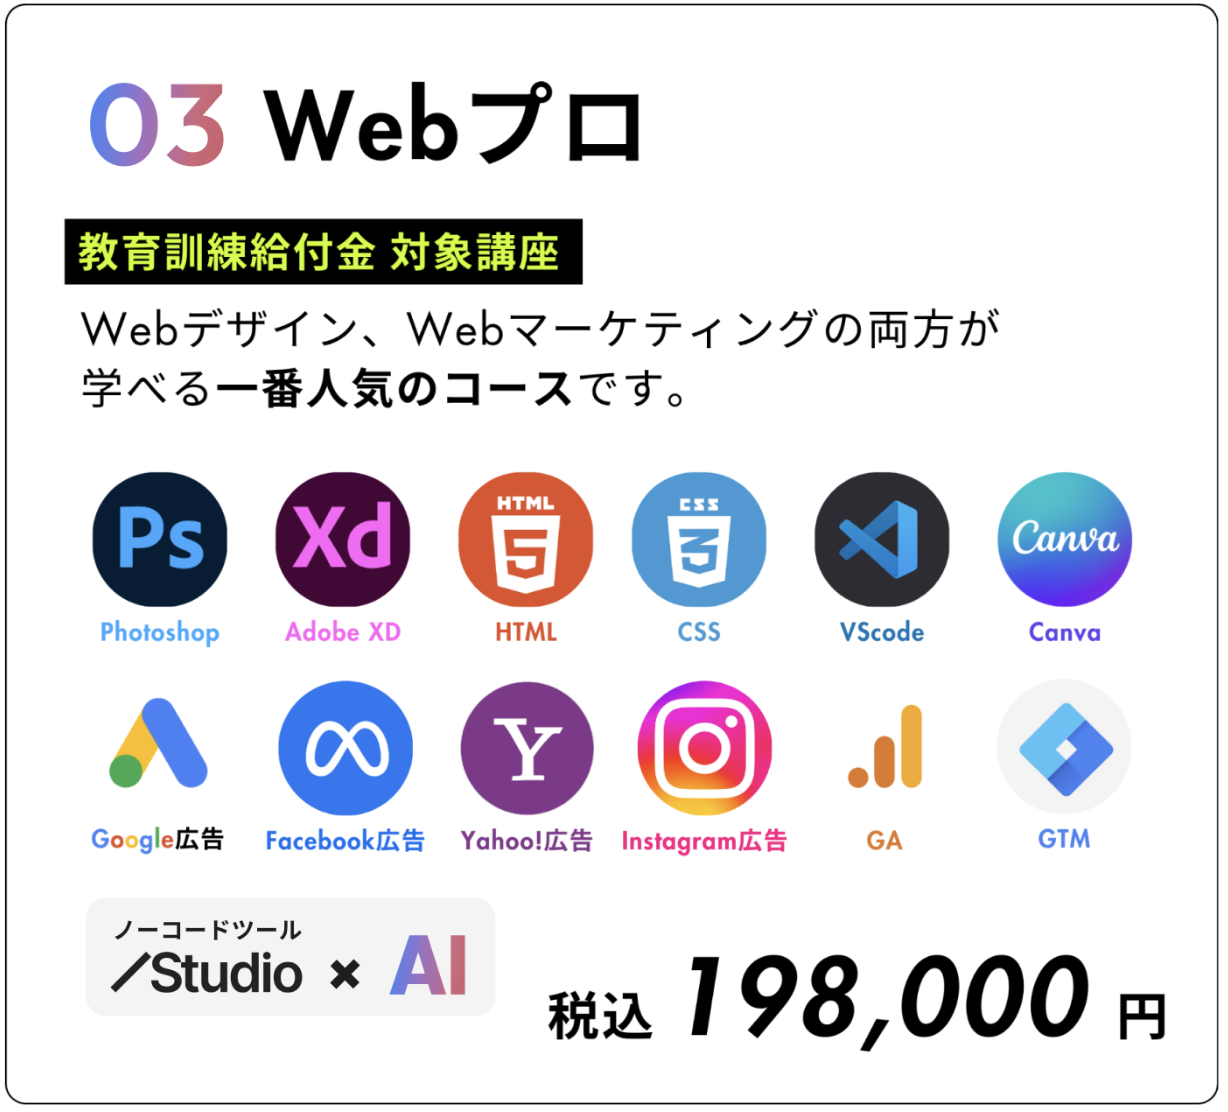 03 Webプロ
教育訓練給付金 対象講座
Webデザイン、Webマーケティングの両方が
学べる一番人気のコースです。
Ps Xd HTML 5 CSS 3 Canva
Photoshop Adobe XD HTML CSS VScode Canva
Y
Google広告 Facebook広告 Yahoo!広告 Instagram広告 GA GTM
ノーコードツール
Studio × AI
税込 198,000 円